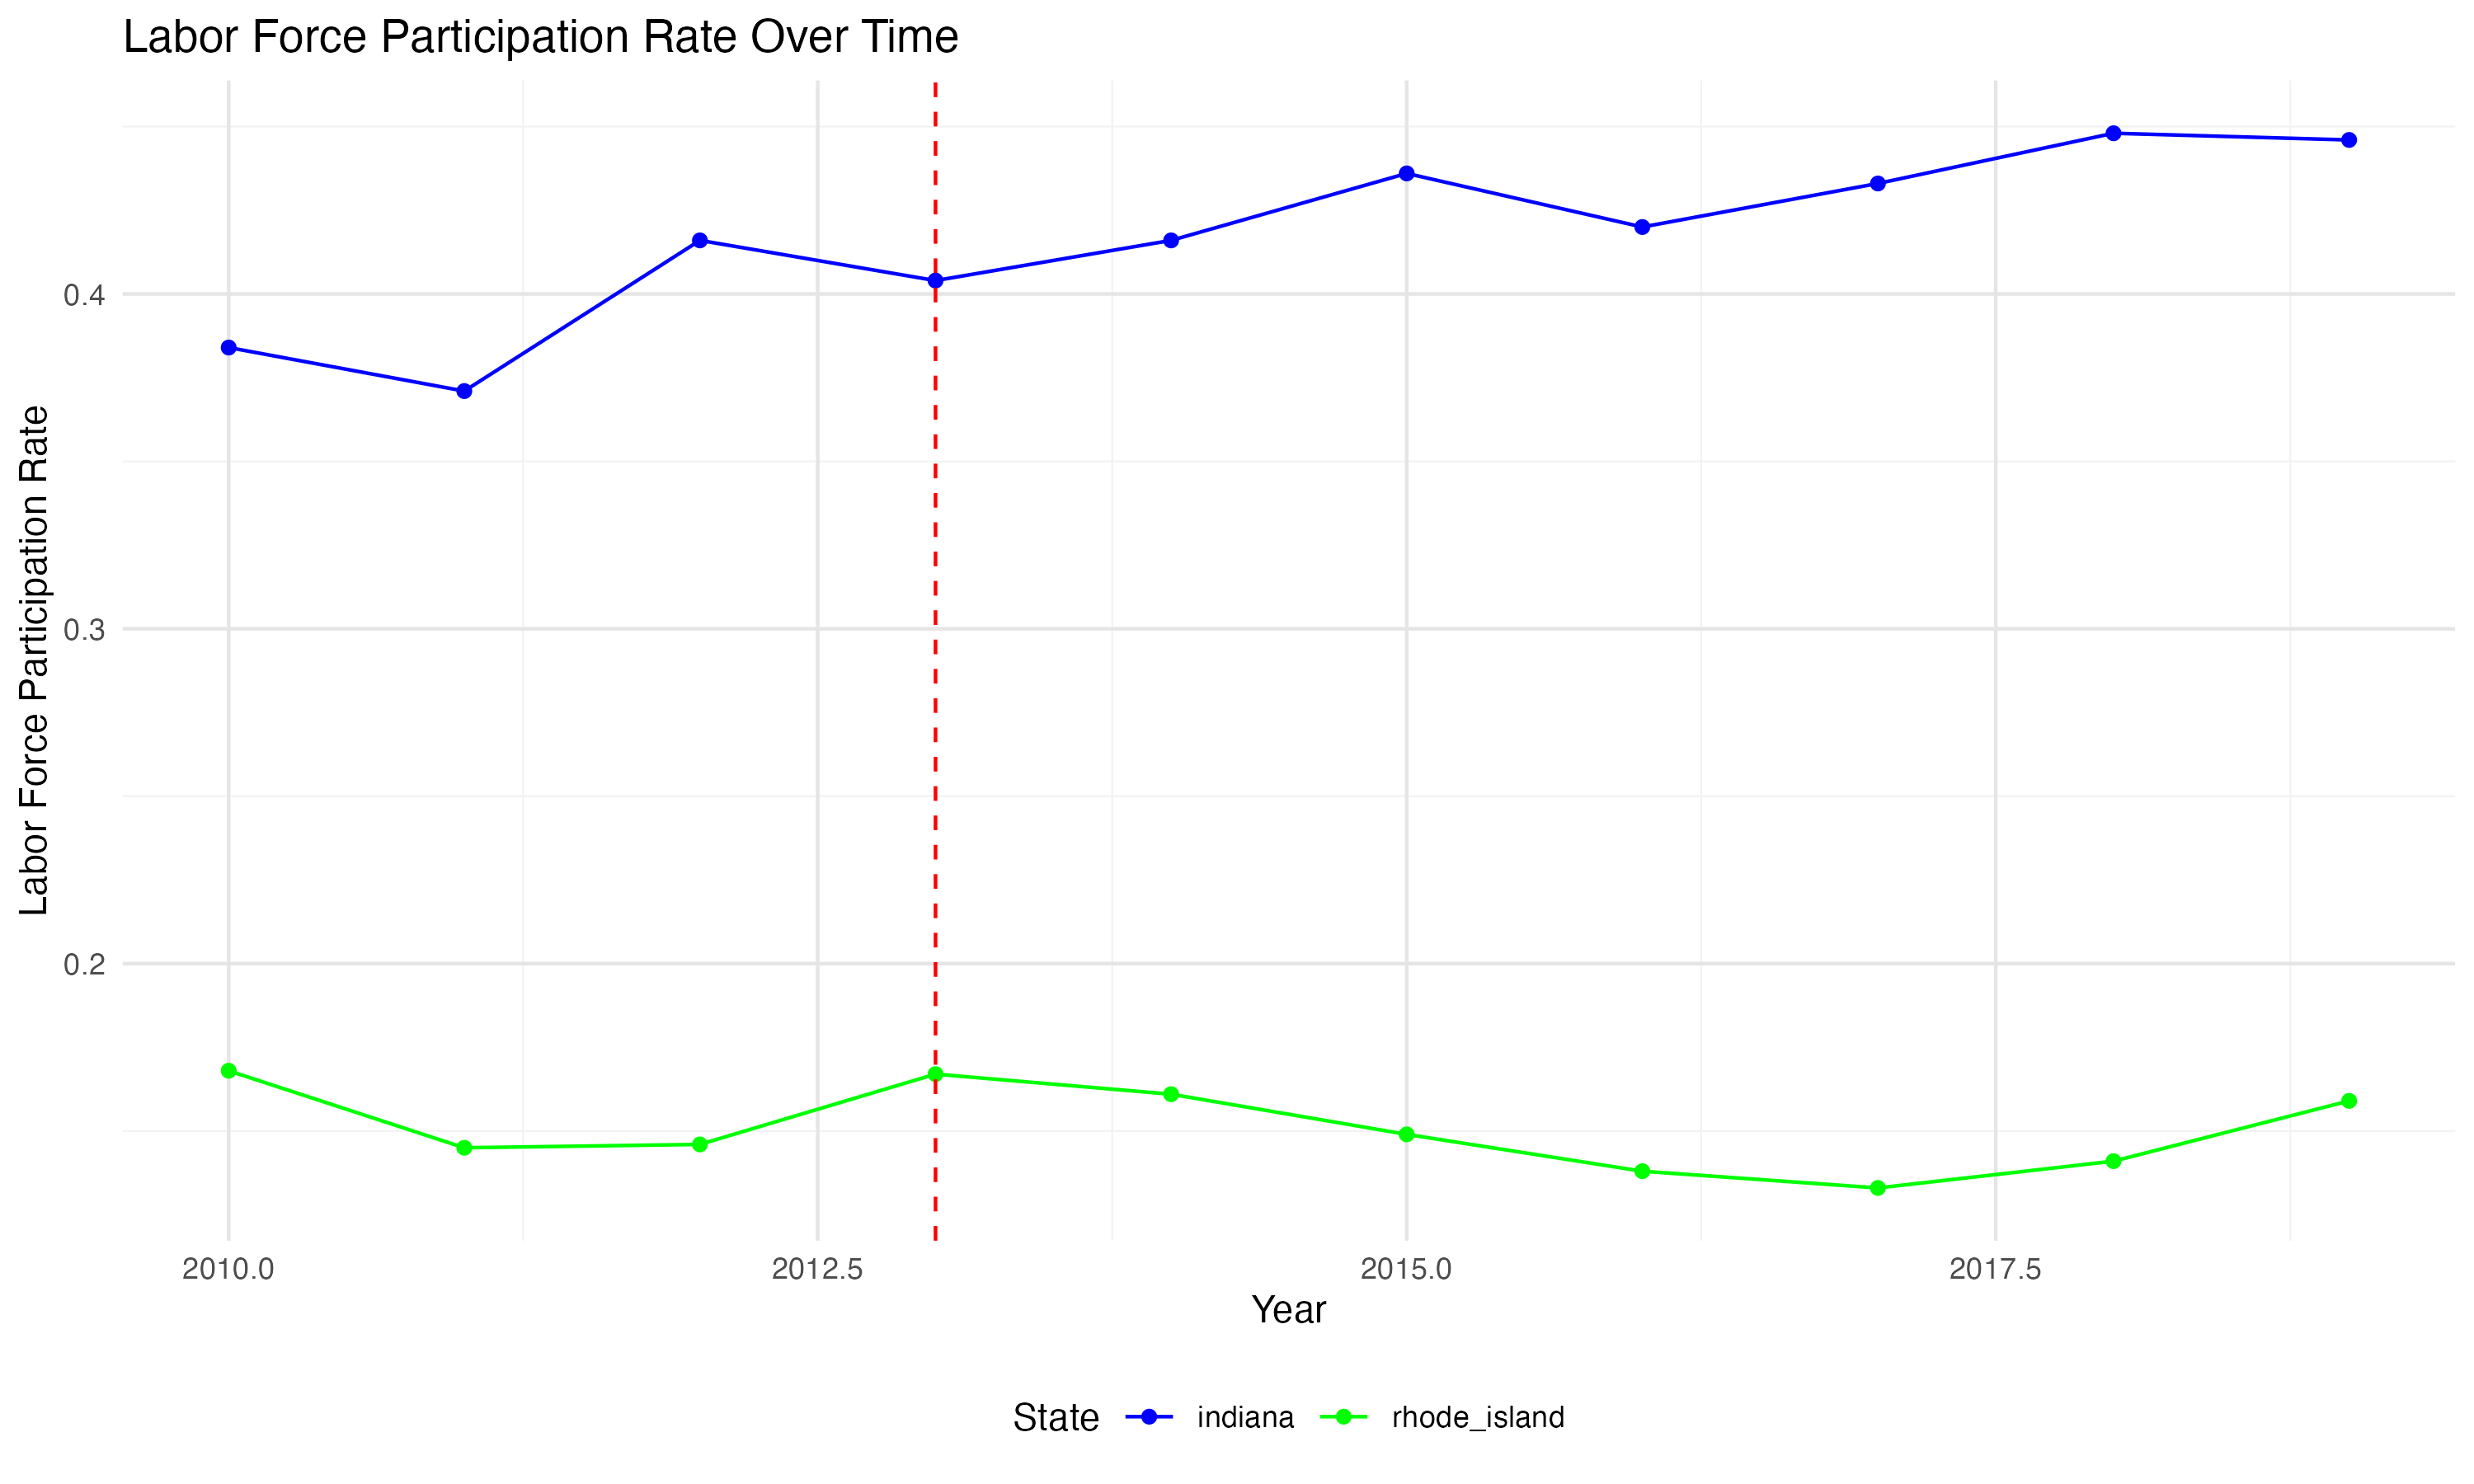 Labor Force Participation Rate Over Time
Labor Force Participation Rate
0.4
0.3
0.2
2010.0 2012.5 2015.0 2017.5
Year
State indiana rhode_island